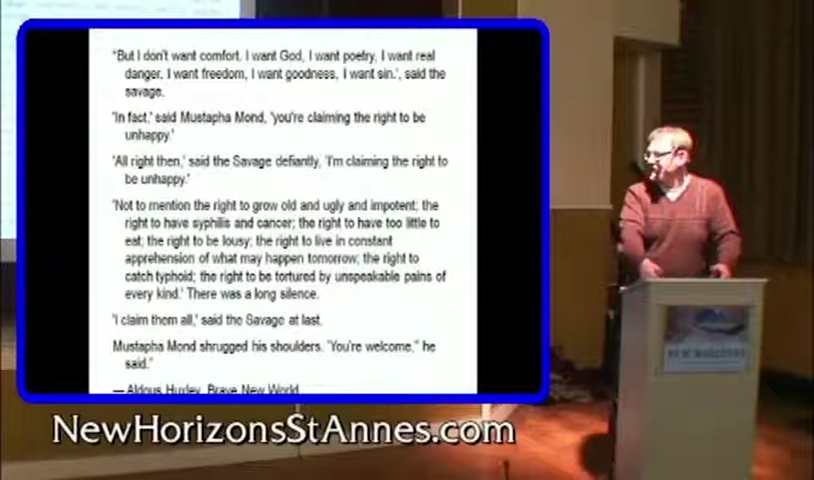 "But I don't want comfort. I want God, I want poetry, I want real
danger, I want freedom, I want goodness, I want sin.', said the
savage.
'In fact,' said Mustapha Mond, 'you're claiming the right to be
unhappy.'
'All right then,' said the Savage defiantly, 'I'm claiming the right to
be unhappy.'
'Not to mention the right to grow old and ugly and impotent; the
right to have syphilis and cancer; the right to have too little to
eat; the right to be lousy; the right to live in constant
apprehension of what may happen tomorrow; the right to
catch typhoid; the right to be tortured by unspeakable pains of
every kind.' There was a long silence.
'I claim them all,' said the Savage at last.
Mustapha Mond shrugged his shoulders. 'You're welcome," he
said."
— Aldous Huxley, Brave New World
NEW HORIZONS
NewHorizonsStAnnes.com